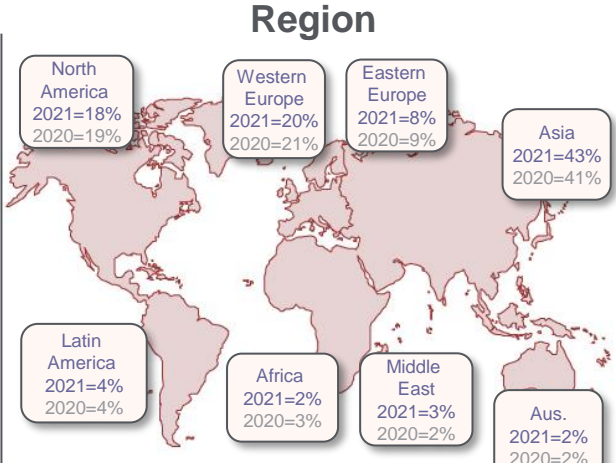 Region
North
America
2021=18%
2020=19%
Western
Europe
2021=20%
2020=21%
Eastern
Europe
2021=8%
2020=9%
Asia
2021=43%
2020=41%
Latin
America
2021=4%
2020=4%
Africa
2021=2%
2020=3%
Middle
East
2021=3%
2020=2%
Aus.
2021=2%
2020=2%